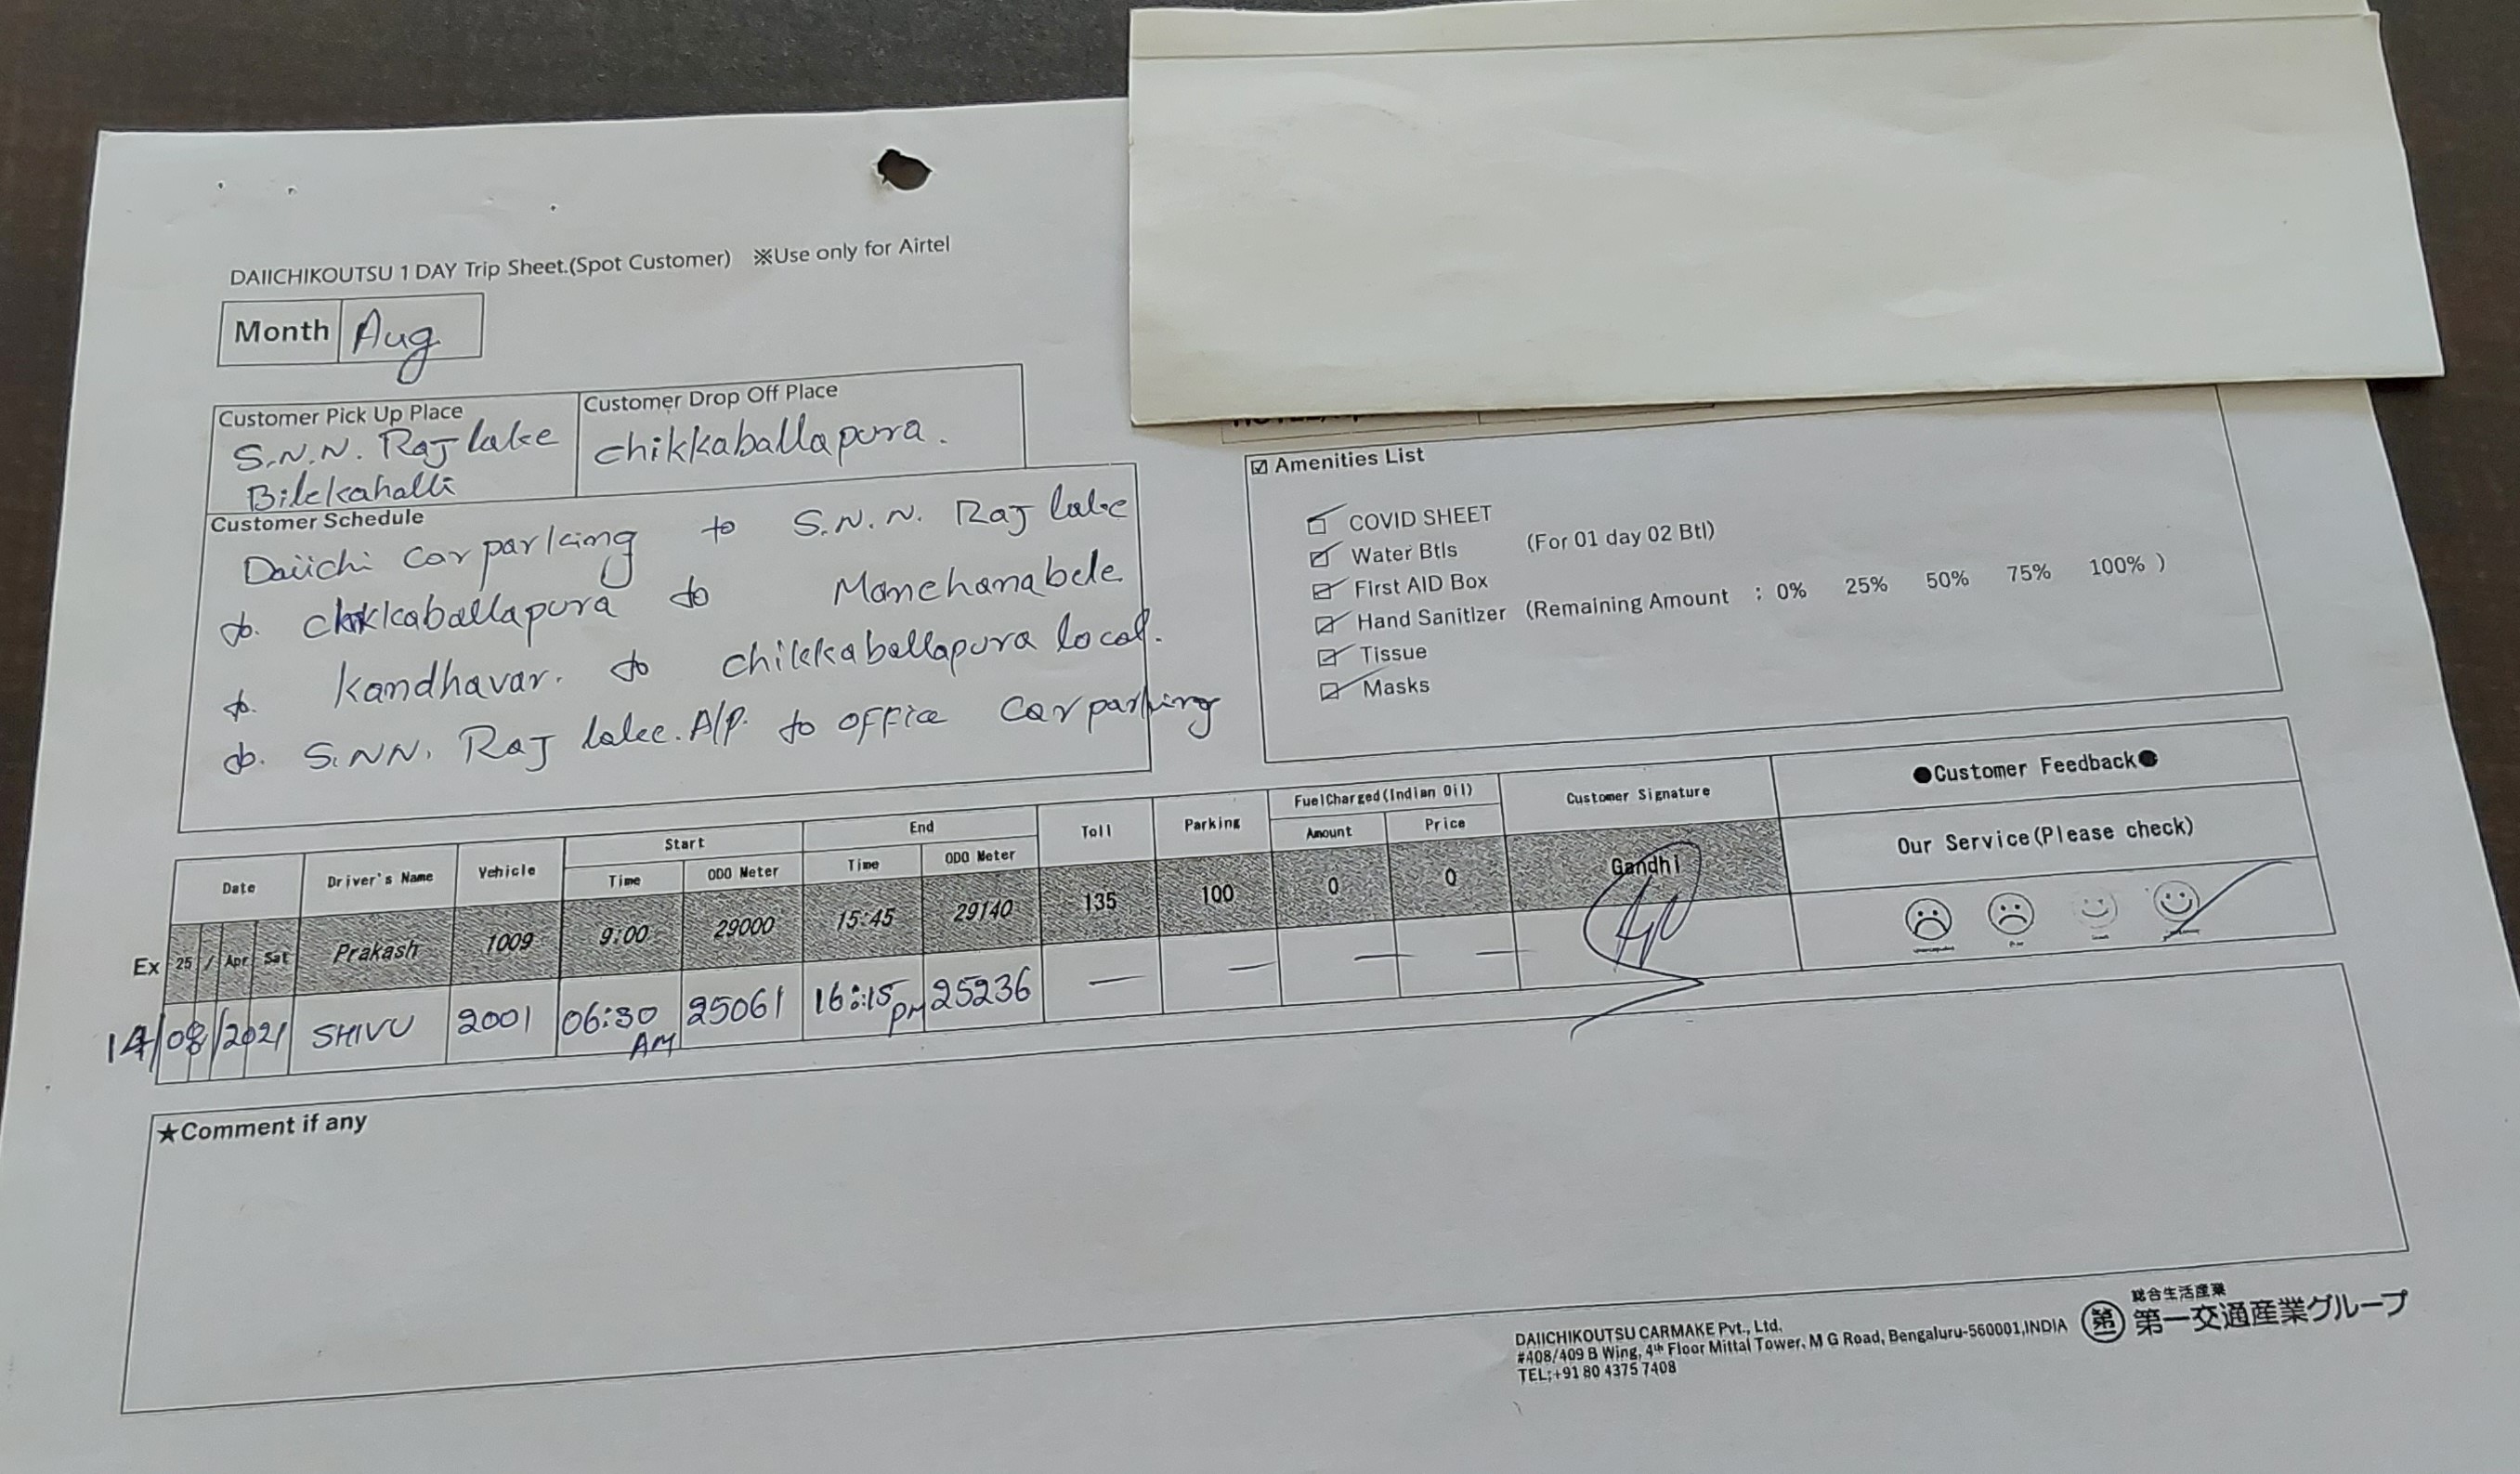 DAIICHIKOUTSU 1 DAY Trip Sheet.(Spot Customer) ※Use only for Airtel
Month Aug
Customer Pick Up Place
S.N.N. Raj lake
Bilekahalli
Customer Drop Off Place
chikkaballapura.
Customer Schedule
Daiichi Car parking to S.N.N. Raj lake
to. chikkaballapura to Manchanabele
to. kandhavar. to chikkaballapura local.
to. S.NN. Raj lake. A/P. to office Car parking
☑ Amenities List
COVID SHEET
Water Btls (For 01 day 02 Btl)
First AID Box
Hand Sanitizer (Remaining Amount : 0% 25% 50% 75% 100% )
Tissue
Masks
Date Driver's Name Vehicle Start End Toll Parking FuelCharged(Indian Oil) Customer Signature ●Customer Feedback●
Time ODO Meter Time ODO Meter Amount Price Our Service(Please check)
Ex 25 / Apr Sat Prakash 1009 9:00 29000 15:45 29140 135 100 0 0 Gandhi
14/08/2021 SHIVU 2001 06:30 AM 25061 16:15 PM 25236 — — — —
★Comment if any
DAIICHIKOUTSU CARMAKE Pvt., Ltd.
#408/409 B Wing, 4th Floor Mittal Tower, M G Road, Bengaluru-560001,INDIA
TEL;+91 80 4375 7408
総合生活産業
第一 第一交通産業グループ